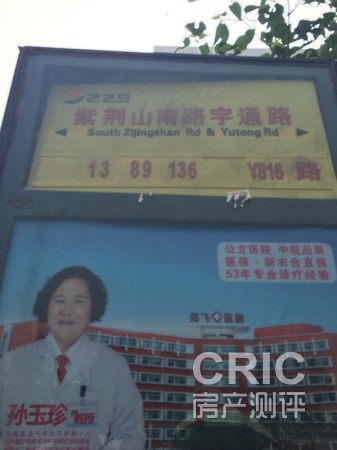 ZZB
紫荆山南路宇通路
South Zijingshan Rd & Yutong Rd
13 89 136 Y816 路
公立医院 中航品质
医保·新农合直报
53年专业诊疗经验
医院
孙玉珍 教授
CRIC
房产测评